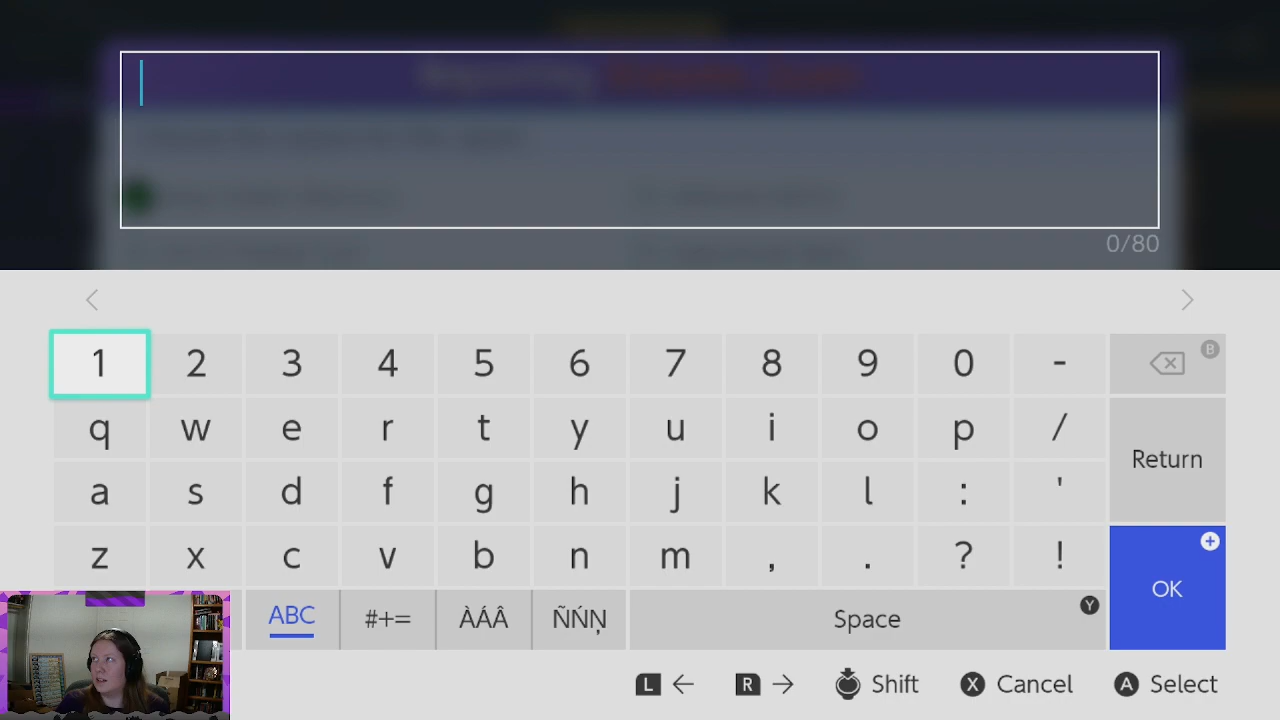 0/80
1 2 3 4 5 6 7 8 9 0 - B
q w e r t y u i o p / Return
a s d f g h j k l : '
z x c v b n m , . ? ! + OK
ABC #+= ÀÁÂ ÑŃŅ Space Y
L ← R → Shift X Cancel A Select